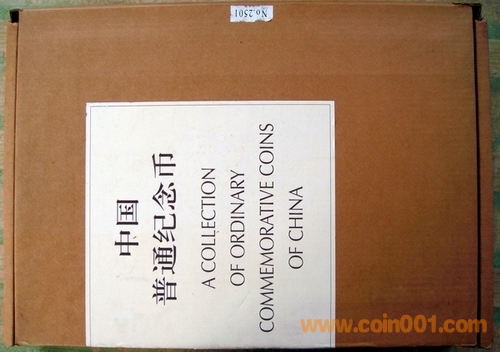 No.2501
中国
普通纪念币
A COLLECTION
OF ORDINARY
COMMEMORATIVE COINS
OF CHINA
www.coin001.com